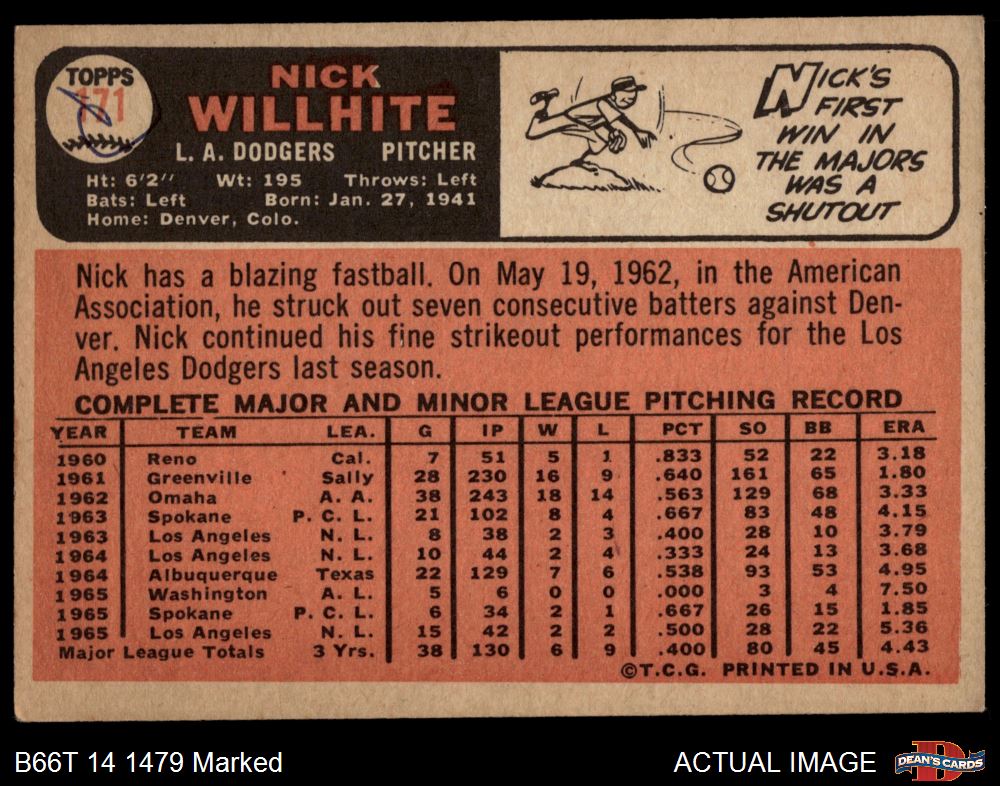 TOPPS
171
NICK
WILLHITE
L. A. DODGERS PITCHER
Ht: 6'2" Wt: 195 Throws: Left
Bats: Left Born: Jan. 27, 1941
Home: Denver, Colo.
NICK'S
FIRST
WIN IN
THE MAJORS
WAS A
SHUTOUT
Nick has a blazing fastball. On May 19, 1962, in the American
Association, he struck out seven consecutive batters against Den-
ver. Nick continued his fine strikeout performances for the Los
Angeles Dodgers last season.
COMPLETE MAJOR AND MINOR LEAGUE PITCHING RECORD
YEAR TEAM LEA. G IP W L PCT SO BB ERA
1960 Reno Cal. 7 51 5 1 .833 52 22 3.18
1961 Greenville Sally 28 230 16 9 .640 161 65 1.80
1962 Omaha A. A. 38 243 18 14 .563 129 68 3.33
1963 Spokane P. C. L. 21 102 8 4 .667 83 48 4.15
1963 Los Angeles N. L. 8 38 2 3 .400 28 10 3.79
1964 Los Angeles N. L. 10 44 2 4 .333 24 13 3.68
1964 Albuquerque Texas 22 129 7 6 .538 93 53 4.95
1965 Washington A. L. 5 6 0 0 .000 3 4 7.50
1965 Spokane P. C. L. 6 34 2 1 .667 26 15 1.85
1965 Los Angeles N. L. 15 42 2 2 .500 28 22 5.36
Major League Totals 3 Yrs. 38 130 6 9 .400 80 45 4.43
©T.C.G. PRINTED IN U.S.A.
B66T 14 1479 Marked
ACTUAL IMAGE
D
DEAN'S CARDS